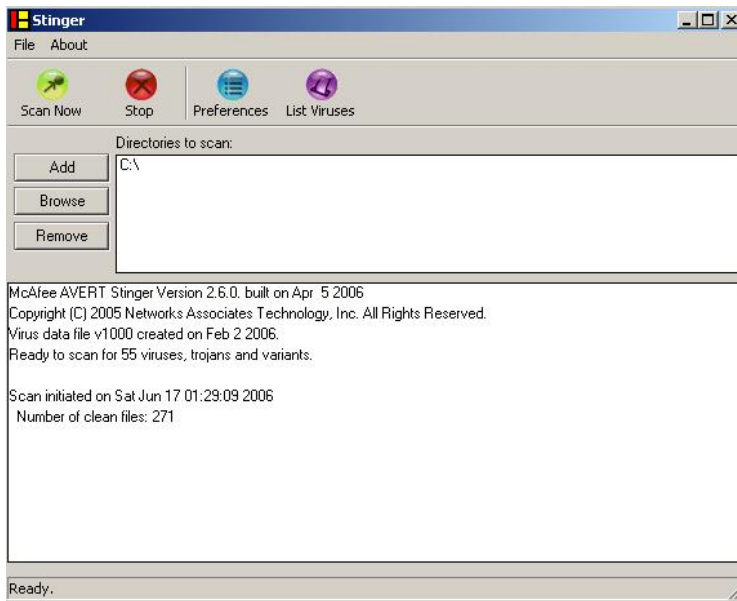 Stinger
File About
Scan Now Stop Preferences List Viruses
Directories to scan:
Add
Browse
Remove
C:\
McAfee AVERT Stinger Version 2.6.0. built on Apr 5 2006
Copyright (C) 2005 Networks Associates Technology, Inc. All Rights Reserved.
Virus data file v1000 created on Feb 2 2006.
Ready to scan for 55 viruses, trojans and variants.
Scan initiated on Sat Jun 17 01:29:09 2006
Number of clean files: 271
Ready.